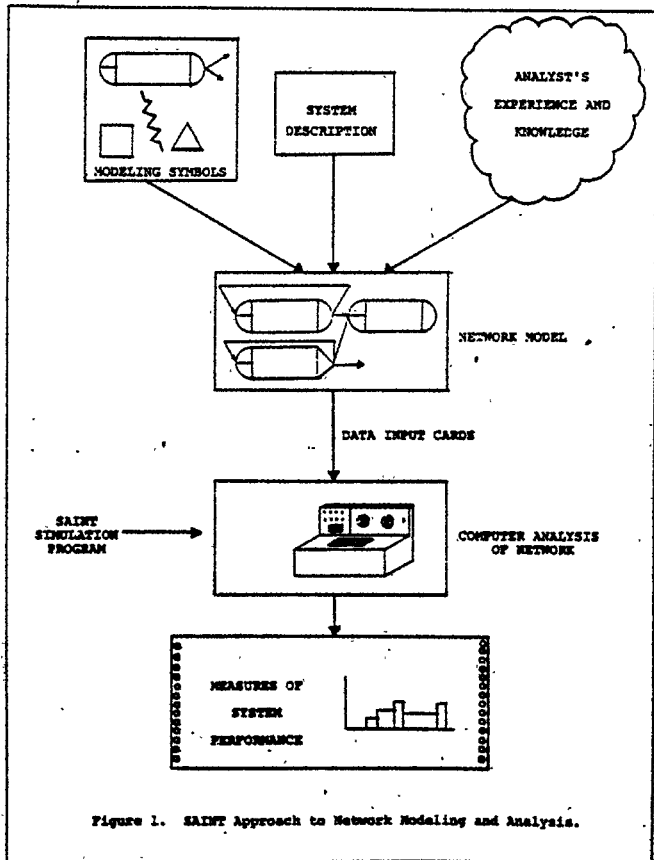 MODELING SYMBOLS
SYSTEM
DESCRIPTION
ANALYST'S
EXPERIENCE AND
KNOWLEDGE
NETWORK MODEL
DATA INPUT CARDS
SAINT
SIMULATION
PROGRAM
COMPUTER ANALYSIS
OF NETWORK
MEASURES OF
SYSTEM
PERFORMANCE
Figure 1. SAINT Approach to Network Modeling and Analysis.